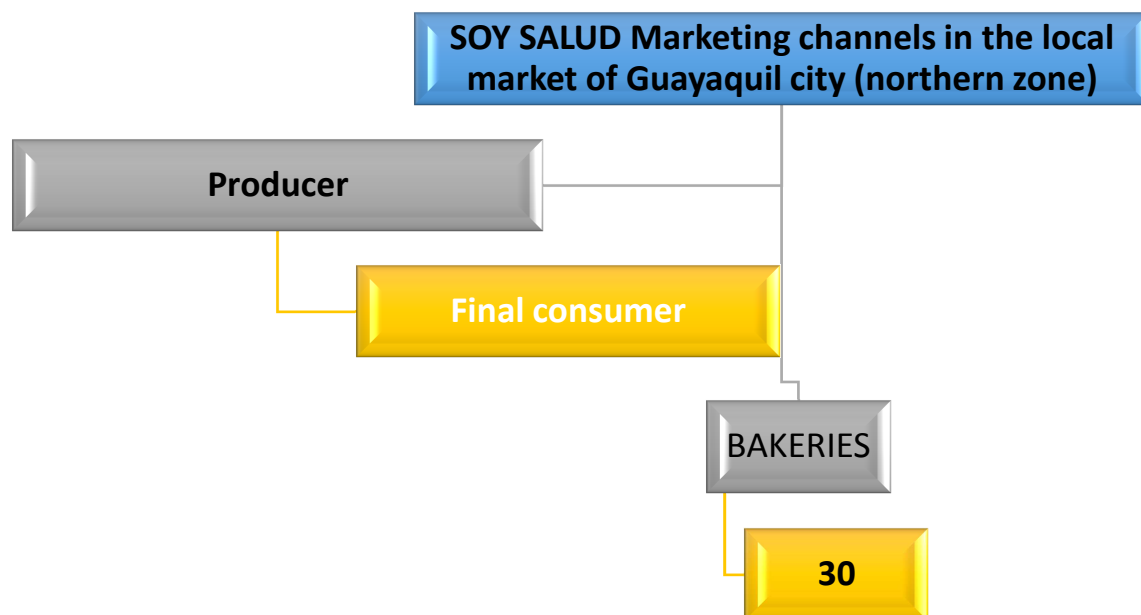 SOY SALUD Marketing channels in the local
market of Guayaquil city (northern zone)
Producer
Final consumer
BAKERIES
30